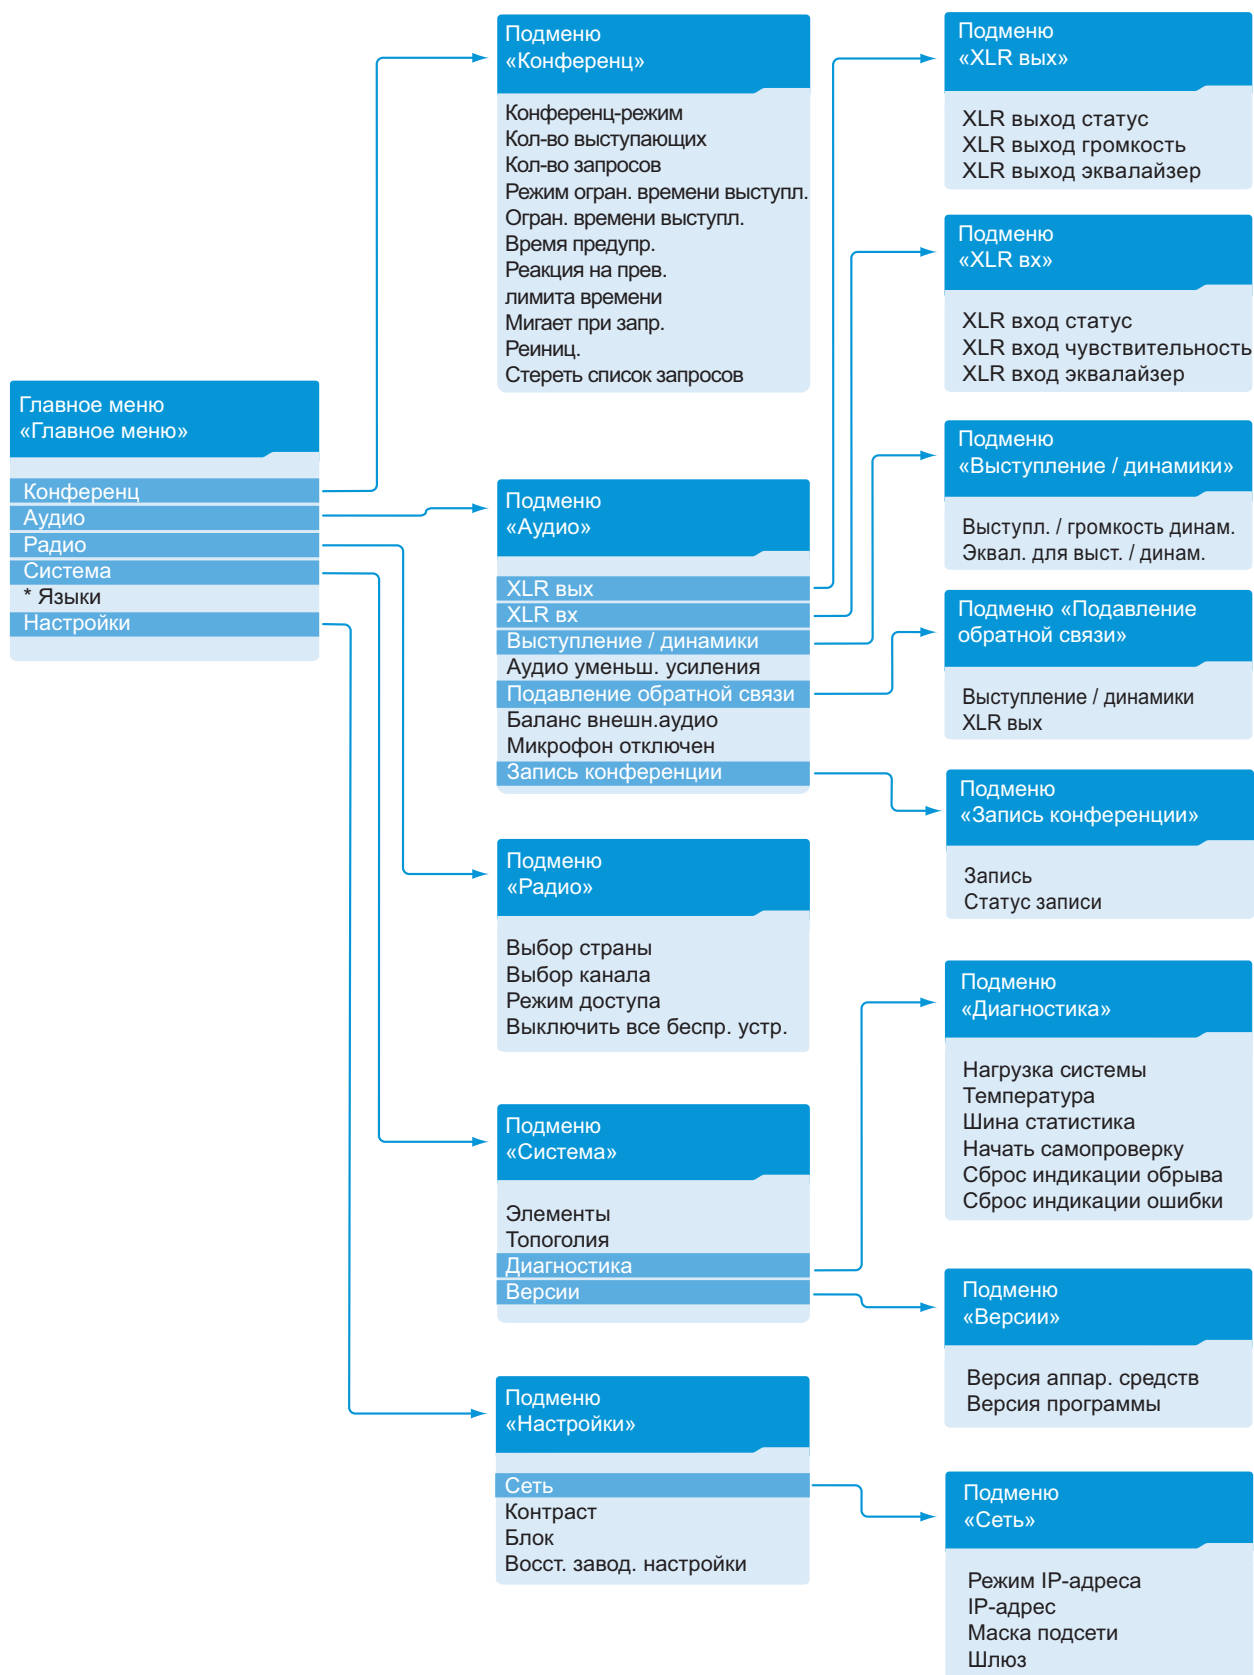 Главное меню
«Главное меню»
Конференц
Аудио
Радио
Система
* Языки
Настройки
Подменю
«Конференц»
Конференц-режим
Кол-во выступающих
Кол-во запросов
Режим огран. времени выступл.
Огран. времени выступл.
Время предупр.
Реакция на прев.
лимита времени
Мигает при запр.
Реиниц.
Стереть список запросов
Подменю
«Аудио»
XLR вых
XLR вх
Выступление / динамики
Аудио уменьш. усиления
Подавление обратной связи
Баланс внешн.аудио
Микрофон отключен
Запись конференции
Подменю
«Радио»
Выбор страны
Выбор канала
Режим доступа
Выключить все беспр. устр.
Подменю
«Система»
Элементы
Топоголия
Диагностика
Версии
Подменю
«Настройки»
Сеть
Контраст
Блок
Восст. завод. настройки
Подменю
«XLR вых»
XLR выход статус
XLR выход громкость
XLR выход эквалайзер
Подменю
«XLR вх»
XLR вход статус
XLR вход чувствительность
XLR вход эквалайзер
Подменю
«Выступление / динамики»
Выступл. / громкость динам.
Эквал. для выст. / динам.
Подменю «Подавление
обратной связи»
Выступление / динамики
XLR вых
Подменю
«Запись конференции»
Запись
Статус записи
Подменю
«Диагностика»
Нагрузка системы
Температура
Шина статистика
Начать самопроверку
Сброс индикации обрыва
Сброс индикации ошибки
Подменю
«Версии»
Версия аппар. средств
Версия программы
Подменю
«Сеть»
Режим IP-адреса
IP-адрес
Маска подсети
Шлюз